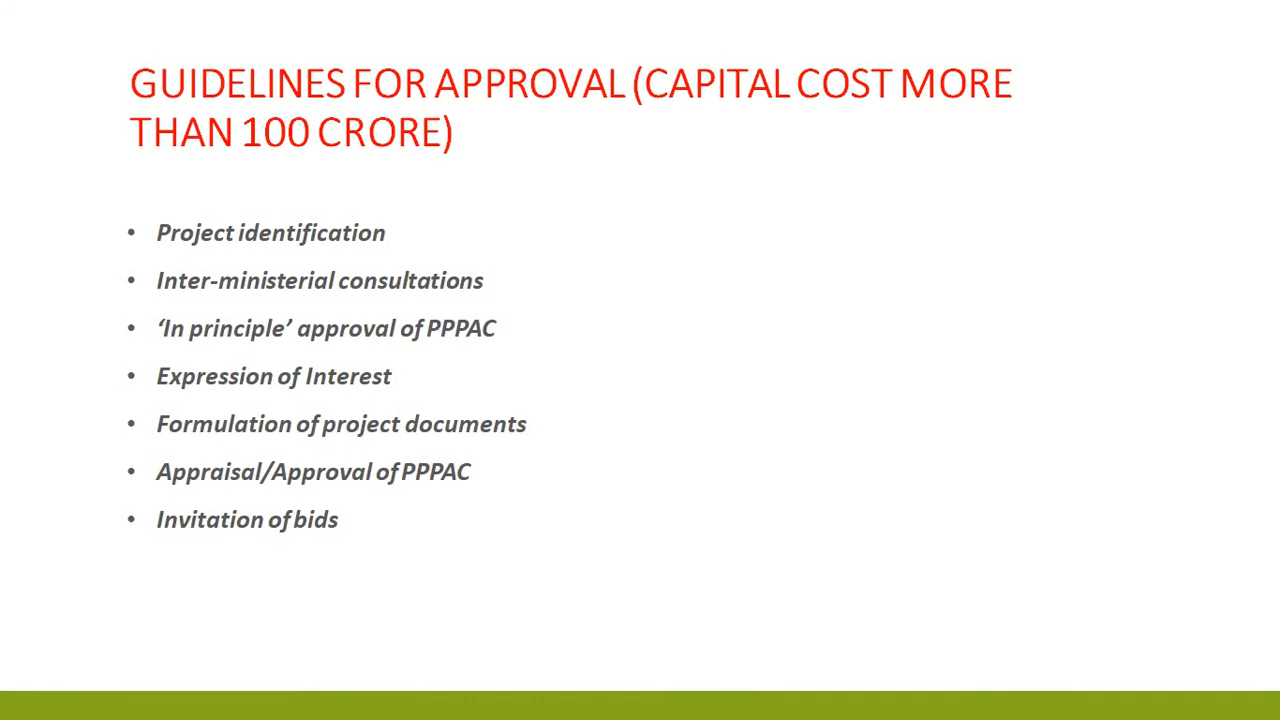 GUIDELINES FOR APPROVAL (CAPITAL COST MORE
THAN 100 CRORE)
• Project identification
• Inter-ministerial consultations
• ‘In principle’ approval of PPPAC
• Expression of Interest
• Formulation of project documents
• Appraisal/Approval of PPPAC
• Invitation of bids